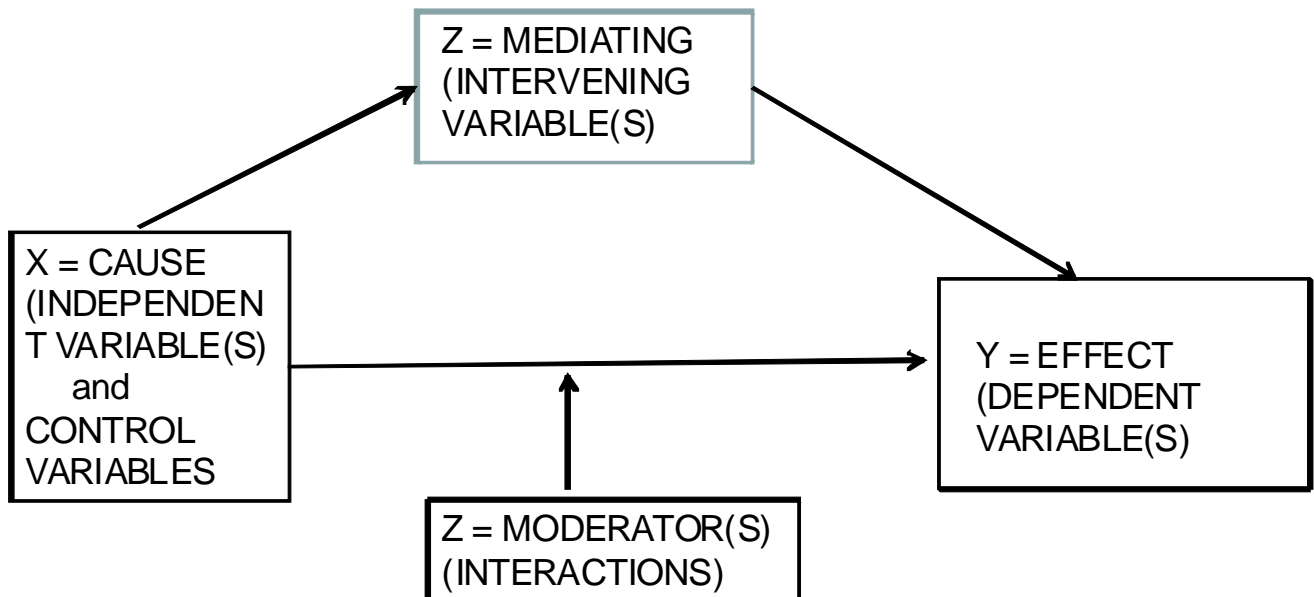 Z = MEDIATING
(INTERVENING
VARIABLE(S)
X = CAUSE
(INDEPENDEN
T VARIABLE(S)
and
CONTROL
VARIABLES
Y = EFFECT
(DEPENDENT
VARIABLE(S)
Z = MODERATOR(S)
(INTERACTIONS)